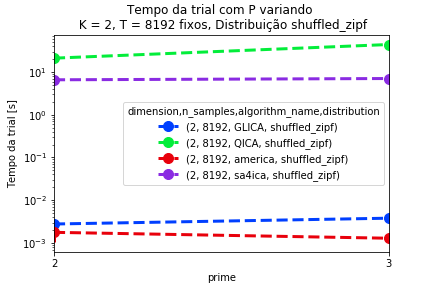 Tempo da trial com P variando
K = 2, T = 8192 fixos, Distribuição shuffled_zipf
Tempo da trial [s]
10¹
10⁰
10⁻¹
10⁻²
10⁻³
dimension,n_samples,algorithm_name,distribution
(2, 8192, GLICA, shuffled_zipf)
(2, 8192, QICA, shuffled_zipf)
(2, 8192, america, shuffled_zipf)
(2, 8192, sa4ica, shuffled_zipf)
2
3
prime